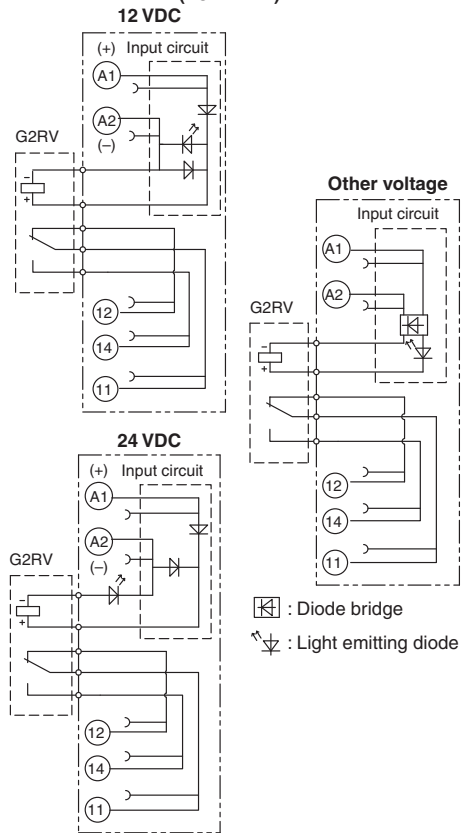 12 VDC
(+) Input circuit
A1
A2
(–)
G2RV
–
+
12
14
11
24 VDC
(+) Input circuit
A1
A2
(–)
G2RV
–
+
12
14
11
Other voltage
Input circuit
A1
A2
G2RV
–
+
12
14
11
: Diode bridge
: Light emitting diode